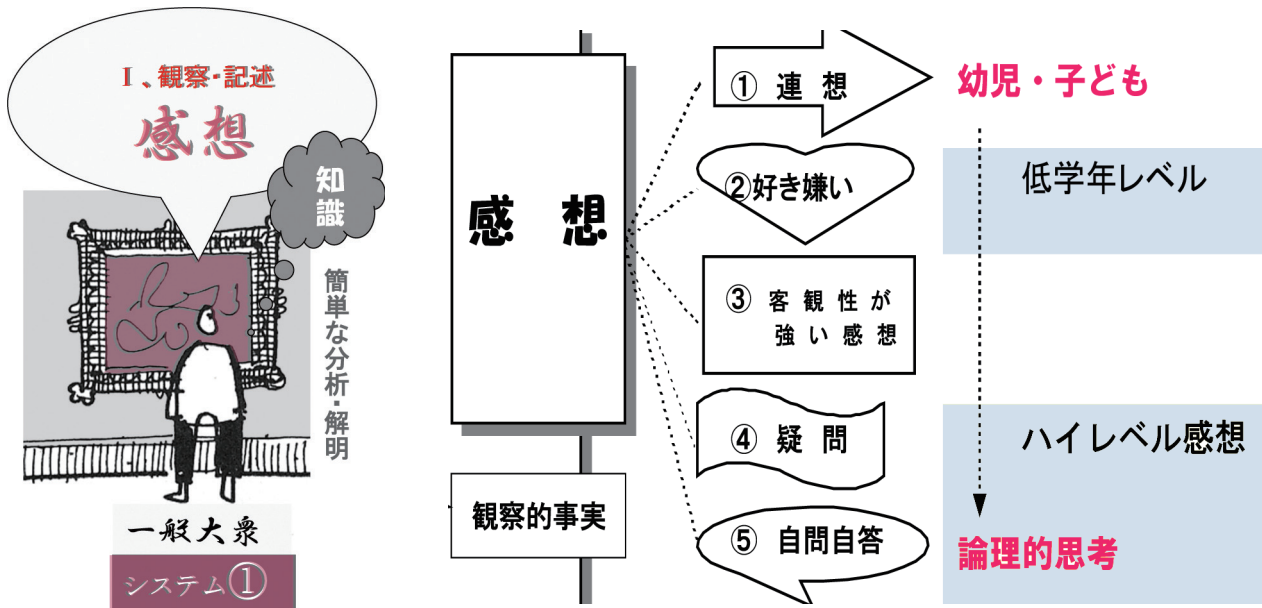 I、観察・記述
感想
知識
簡単な分析・解明
一般大衆
システム①
感 想
観察的事実
① 連 想
②好き嫌い
③ 客 観 性 が
強 い 感 想
④ 疑 問
⑤ 自問自答
幼児・子ども
低学年レベル
ハイレベル感想
論理的思考